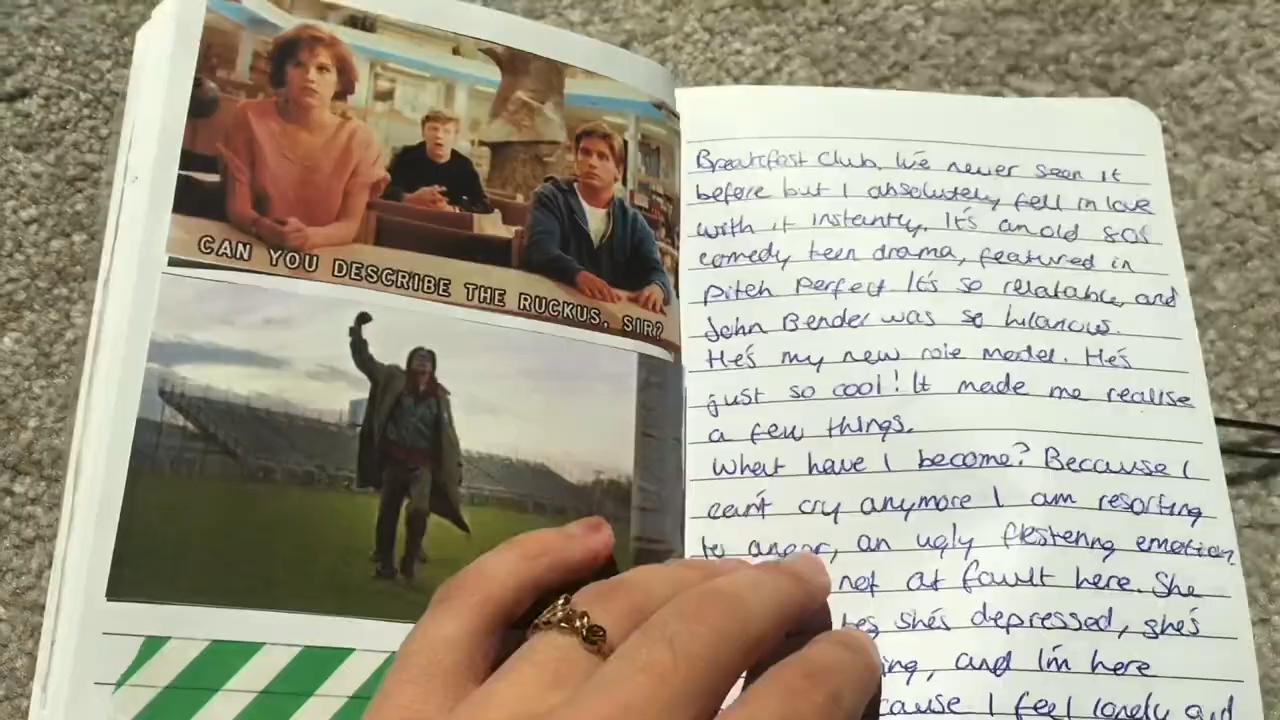 CAN YOU DESCRIBE THE RUCKUS, SIR?
Breakfast Club. I've never seen it
before but I absolutely fell in love
with it instantly. It's an old 80s
comedy teen drama, featured in
Pitch Perfect It's so relatable, and
John Bender was so hilarious.
He's my new role model. He's
just so cool! It made me realise
a few things.
What have I become? Because I
can't cry anymore I am resorting
to anger, an ugly festering emotion.
not at fault here. She
she's depressed, she's
and I'm here
cause I feel lonely and